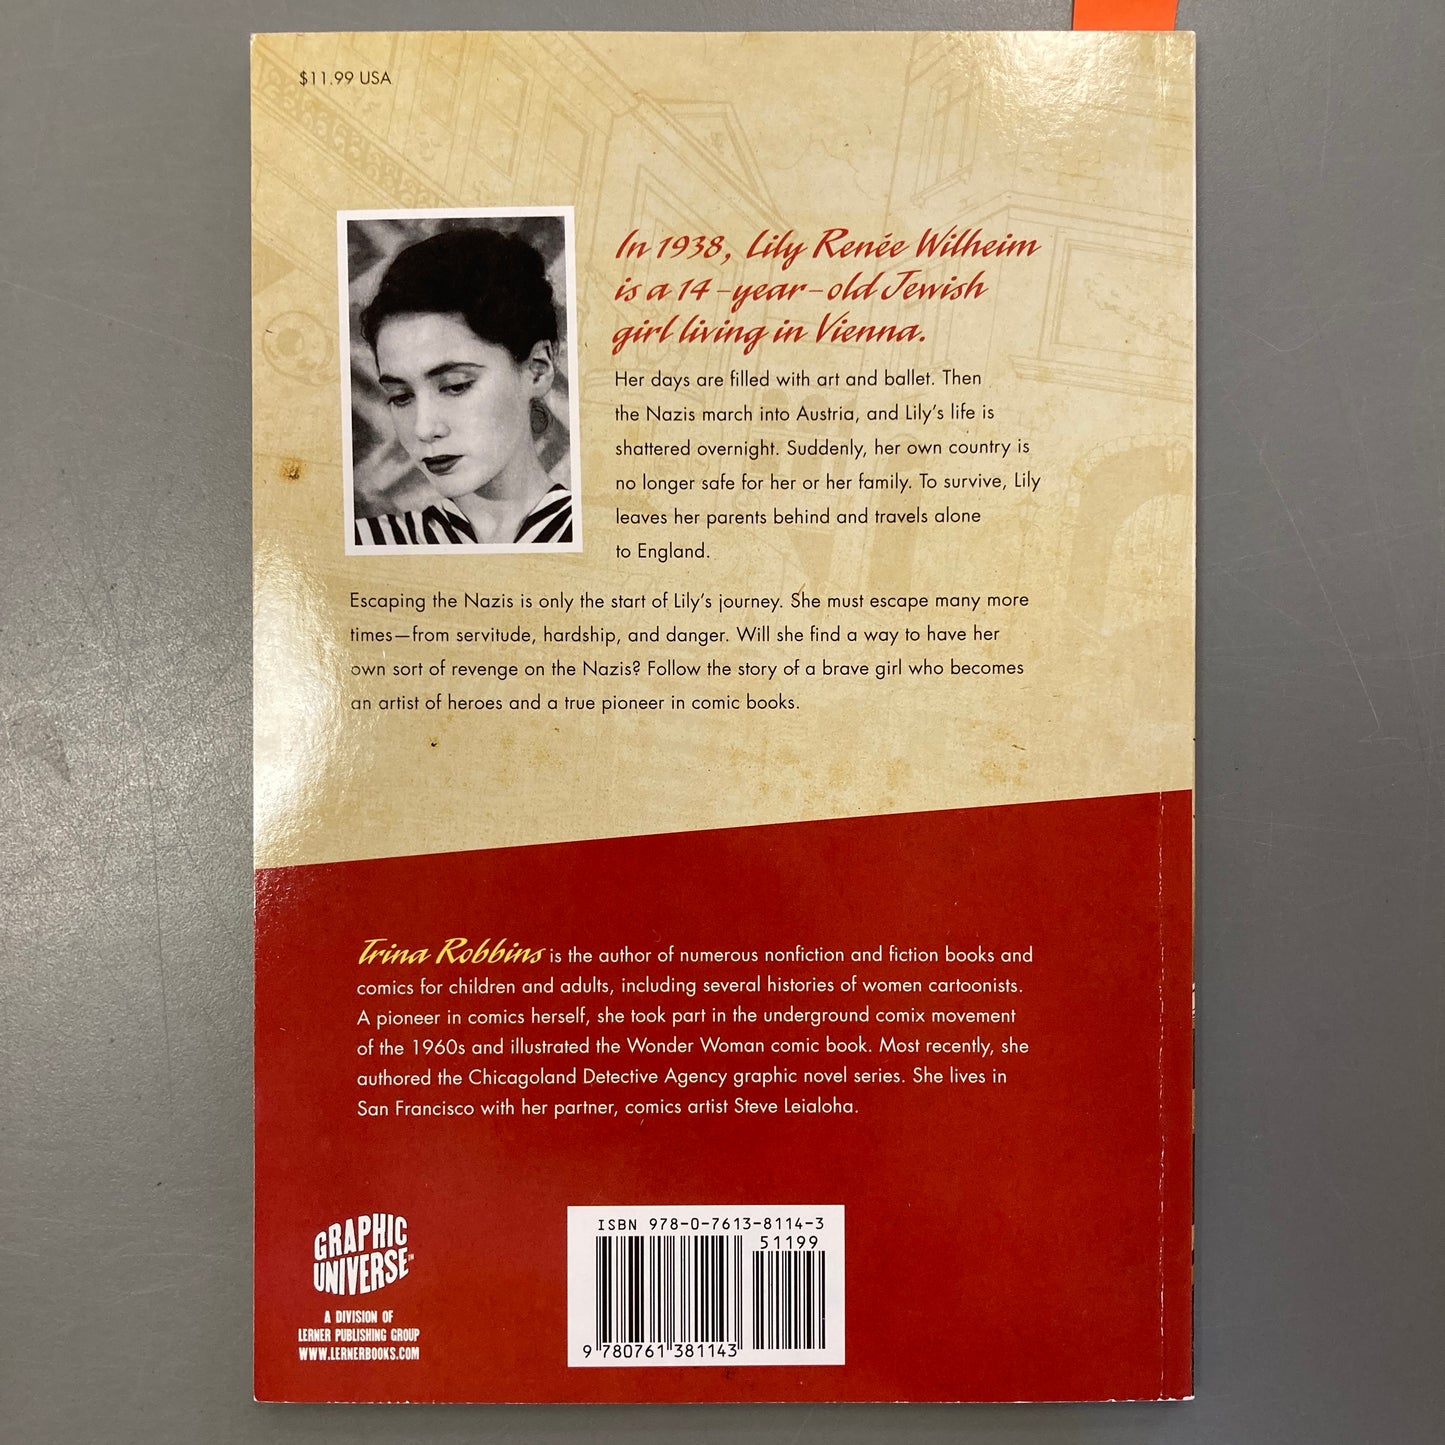 $11.99 USA
In 1938, Lily Renée Wilheim
is a 14-year-old Jewish
girl living in Vienna.
Her days are filled with art and ballet. Then
the Nazis march into Austria, and Lily's life is
shattered overnight. Suddenly, her own country is
no longer safe for her or her family. To survive, Lily
leaves her parents behind and travels alone
to England.
Escaping the Nazis is only the start of Lily's journey. She must escape many more
times—from servitude, hardship, and danger. Will she find a way to have her
own sort of revenge on the Nazis? Follow the story of a brave girl who becomes
an artist of heroes and a true pioneer in comic books.
Trina Robbins is the author of numerous nonfiction and fiction books and
comics for children and adults, including several histories of women cartoonists.
A pioneer in comics herself, she took part in the underground comix movement
of the 1960s and illustrated the Wonder Woman comic book. Most recently, she
authored the Chicagoland Detective Agency graphic novel series. She lives in
San Francisco with her partner, comics artist Steve Leialoha.
GRAPHIC
UNIVERSE™
A DIVISION OF
LERNER PUBLISHING GROUP
WWW.LERNERBOOKS.COM
ISBN 978-0-7613-8114-3
51199
9 780761 381143